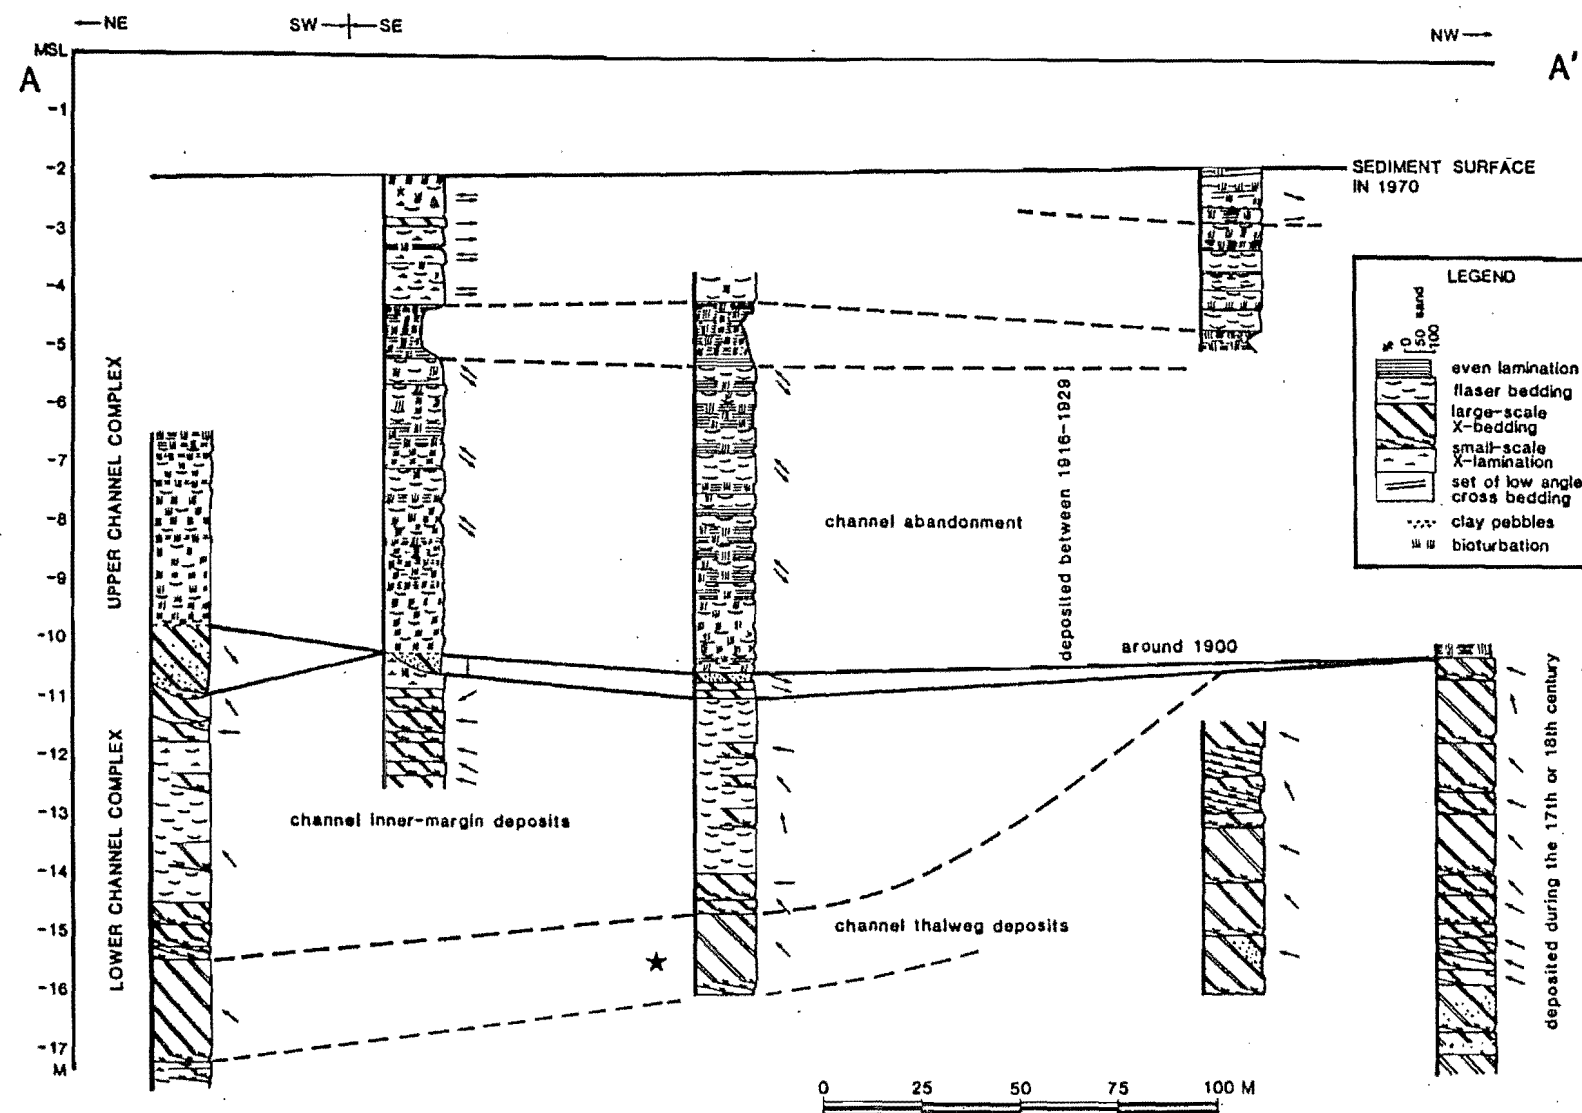 NE
SW
SE
NW
MSL
A
A'
-1
-2
-3
-4
-5
-6
-7
-8
-9
-10
-11
-12
-13
-14
-15
-16
-17
M
UPPER CHANNEL COMPLEX
LOWER CHANNEL COMPLEX
SEDIMENT SURFACE
IN 1970
channel abandonment
deposited between 1916-1929
around 1900
channel inner-margin deposits
channel thalweg deposits
deposited during the 17th or 18th century
LEGEND
% 0 50 100 sand
even lamination
flaser bedding
large-scale
X-bedding
small-scale
X-lamination
set of low angle
cross bedding
clay pebbles
bioturbation
0 25 50 75 100 M